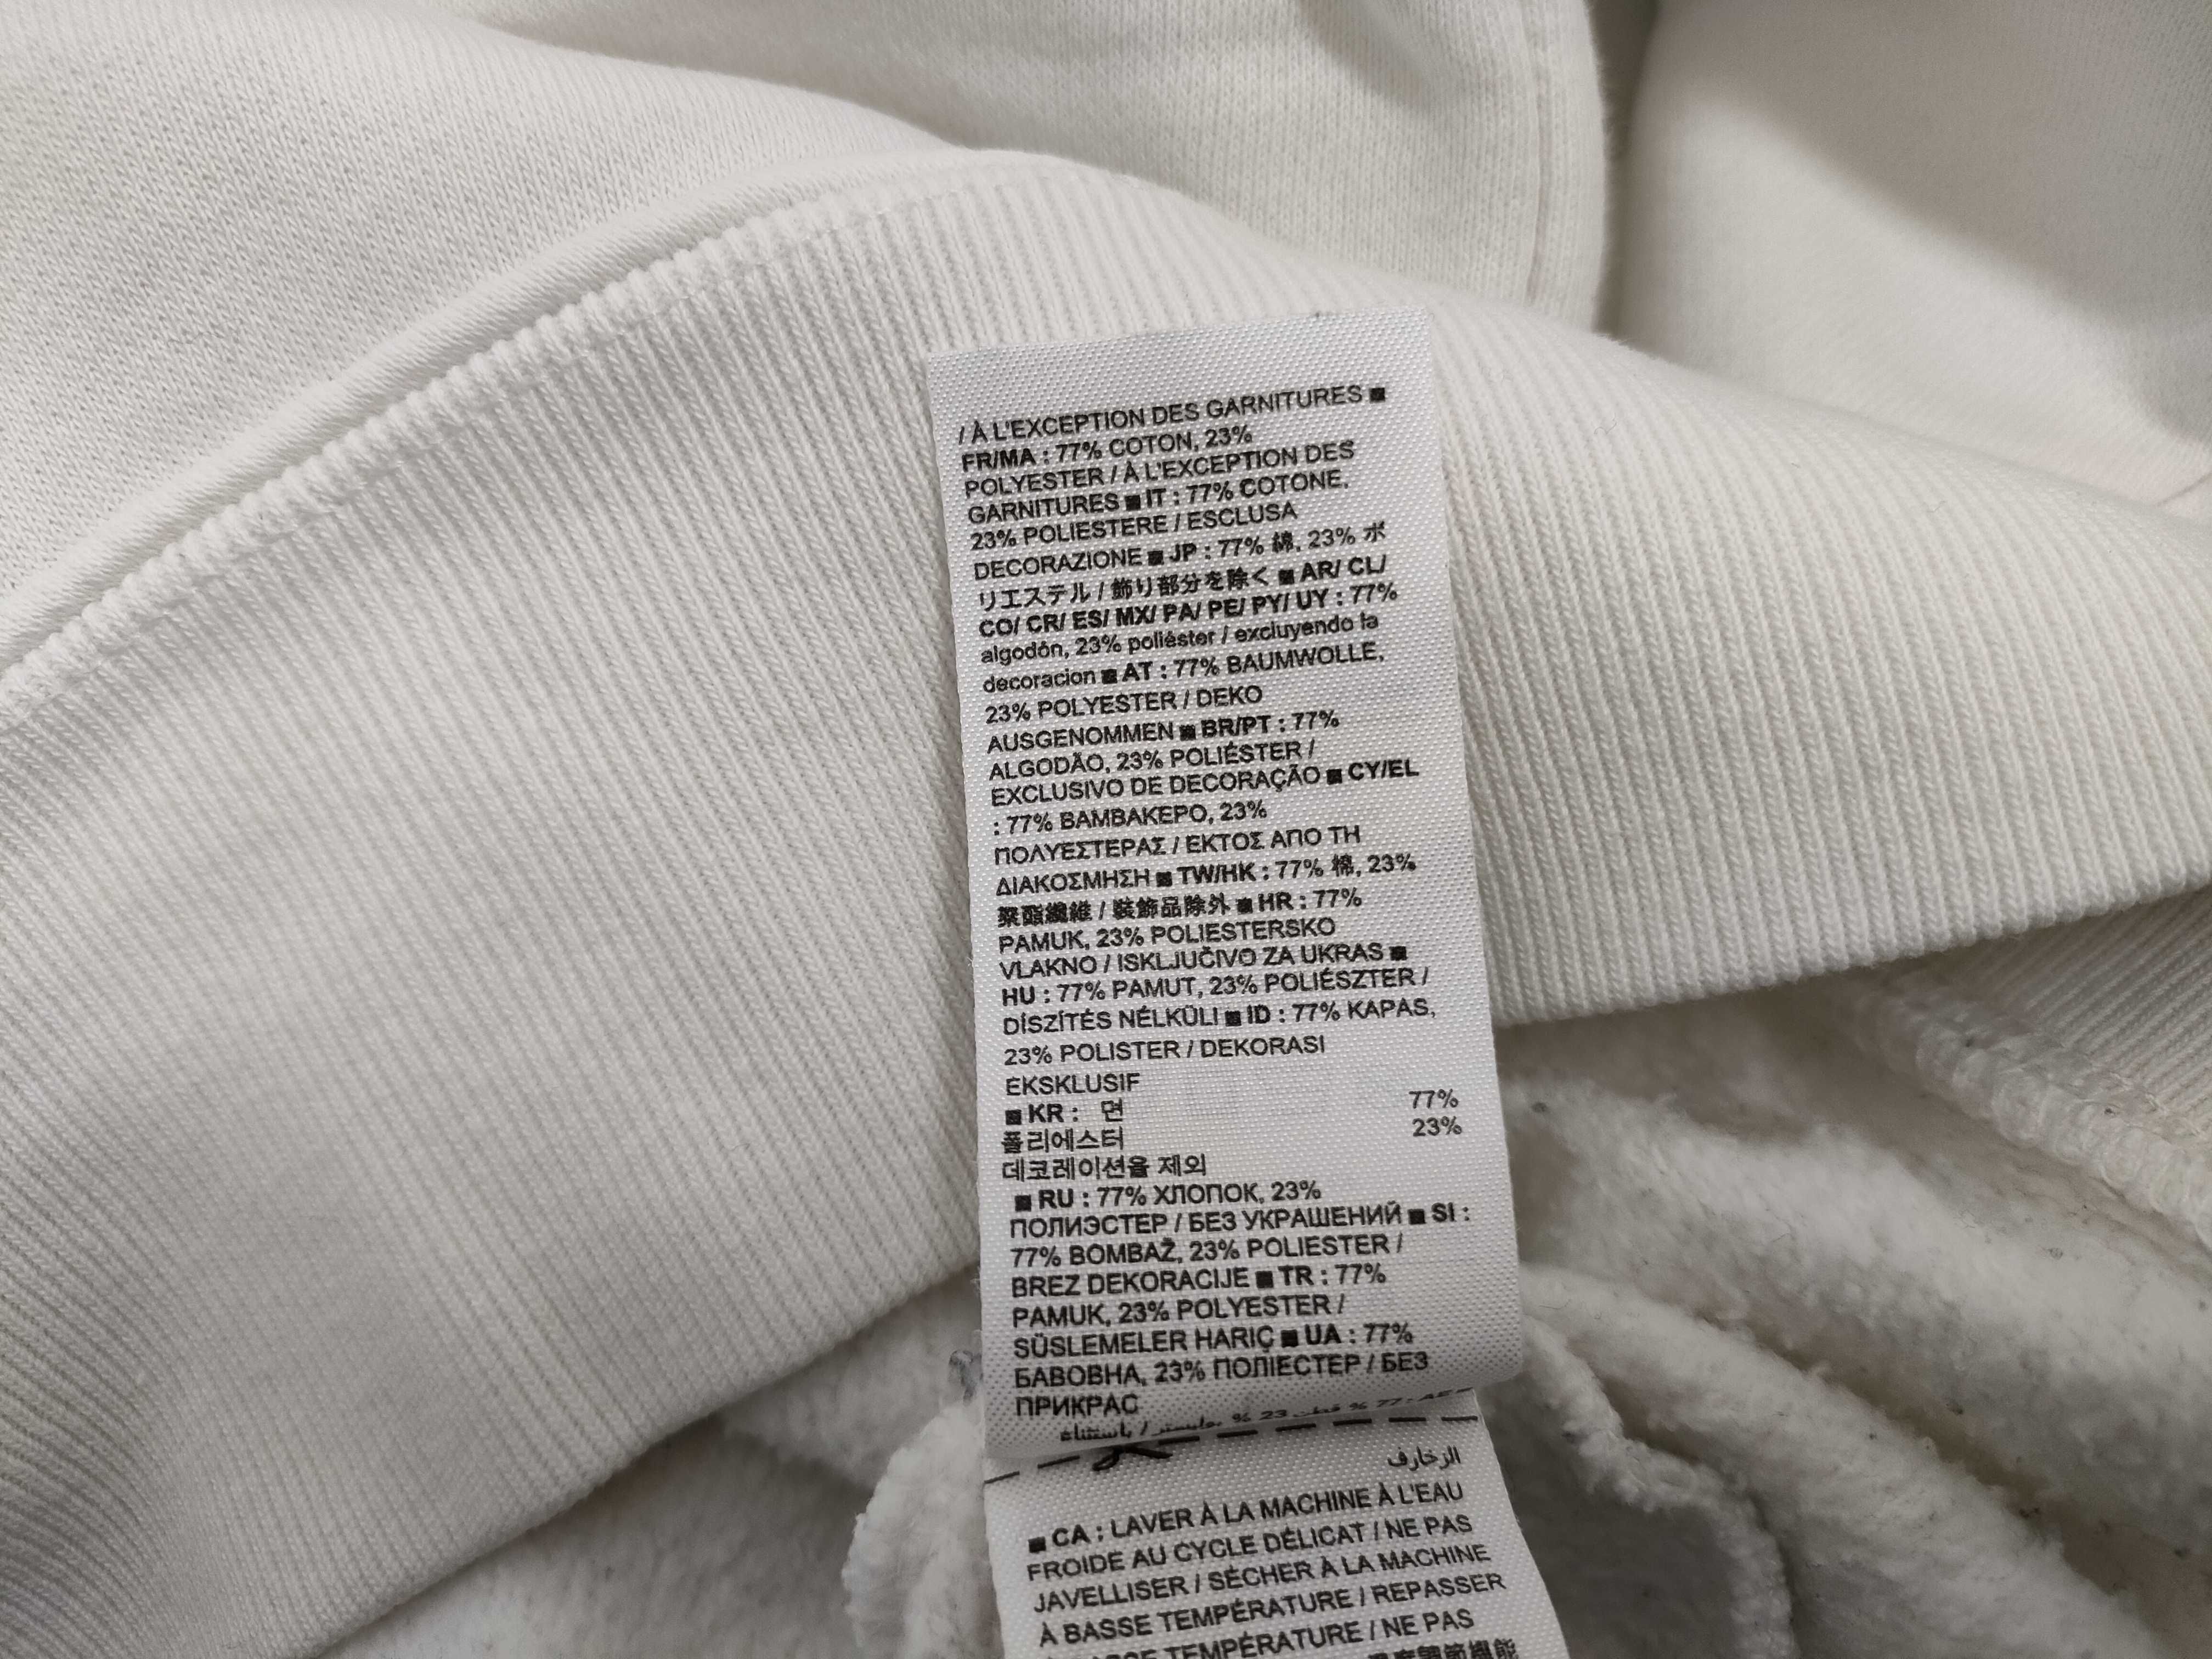 / À L'EXCEPTION DES GARNITURES ■
FR/MA : 77% COTON, 23%
POLYESTER / À L'EXCEPTION DES
GARNITURES ■ IT : 77% COTONE,
23% POLIESTERE / ESCLUSA
DECORAZIONE ■ JP : 77% 綿, 23% ポ
リエステル / 飾り部分を除く ■ AR/ CL/
CO/ CR/ ES/ MX/ PA/ PE/ PY/ UY : 77%
algodón, 23% poliéster / excluyendo la
decoracion ■ AT : 77% BAUMWOLLE,
23% POLYESTER / DEKO
AUSGENOMMEN ■ BR/PT : 77%
ALGODÃO, 23% POLIÉSTER /
EXCLUSIVO DE DECORAÇÃO ■ CY/EL
: 77% ΒΑΜΒΑΚΕΡΟ, 23%
ΠΟΛΥΕΣΤΕΡΑΣ / ΕΚΤΟΣ ΑΠΟ ΤΗ
ΔΙΑΚΟΣΜΗΣΗ ■ TW/HK : 77% 棉, 23%
聚酯纖維 / 裝飾品除外 ■ HR : 77%
PAMUK, 23% POLIESTERSKO
VLAKNO / ISKLJUČIVO ZA UKRAS ■
HU : 77% PAMUT, 23% POLIÉSZTER /
DÍSZÍTÉS NÉLKÜLI ■ ID : 77% KAPAS,
23% POLISTER / DEKORASI
EKSKLUSIF
■ KR : 면 77%
폴리에스터 23%
데코레이션율 제외
■ RU : 77% ХЛОПОК, 23%
ПОЛИЭСТЕР / БЕЗ УКРАШЕНИЙ ■ SI :
77% BOMBAŽ, 23% POLIESTER /
BREZ DEKORACIJE ■ TR : 77%
PAMUK, 23% POLYESTER /
SÜSLEMELER HARIÇ ■ UA : 77%
БАВОВНА, 23% ПОЛІЕСТЕР / БЕЗ
ПРИКРАС
AE : 77 % قطن 23 % بوليستر / باستثناء
الزخارف
■ CA : LAVER À LA MACHINE À L'EAU
FROIDE AU CYCLE DÉLICAT / NE PAS
JAVELLISER / SÉCHER À LA MACHINE
À BASSE TEMPÉRATURE / REPASSER
TEMPÉRATURE / NE PAS